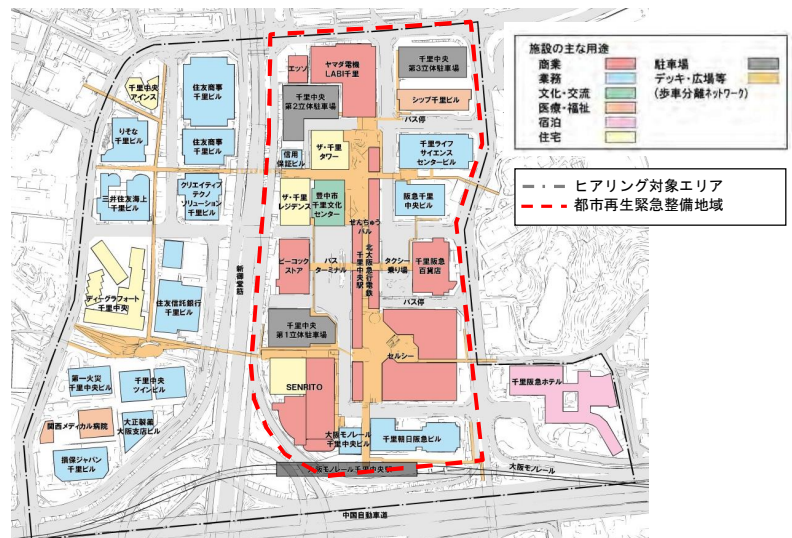 施設の主な用途
商業
業務
文化・交流
医療・福祉
宿泊
住宅
駐車場
デッキ・広場等
(歩車分離ネットワーク)
ヒアリング対象エリア
都市再生緊急整備地域
千里中央
アインス
住友商事
千里ビル
エッソ
ヤマダ電機
LABI千里
千里中央
第3立体駐車場
千里中央
第2立体駐車場
シップ千里ビル
バス停
りそな
千里ビル
住友商事
千里ビル
信用
保証ビル
ザ・千里
タワー
千里ライフ
サイエンス
センタービル
三井住友海上
千里ビル
クリエイティブ
テクノ
ソリューション
千里ビル
ザ・千里
レジデンス
豊中市
千里文化
センター
阪急千里
中央ビル
せんちゅう
パル
北大阪急行電鉄
千里中央駅
新御堂筋
ピーコック
ストア
バス
ターミナル
タクシー
乗り場
千里阪急
百貨店
バス停
ディーグラフォート
千里中央
住友信託銀行
千里ビル
千里中央
第1立体駐車場
セルシー
SENRITO
千里阪急ホテル
第一火災
千里中央ビル
千里中央
ツインビル
関西メディカル病院
大正製薬
大阪支店ビル
大阪モノレール
千里中央ビル
千里朝日阪急ビル
損保ジャパン
千里ビル
大阪モノレール千里中央駅
大阪モノレール
中国自動車道